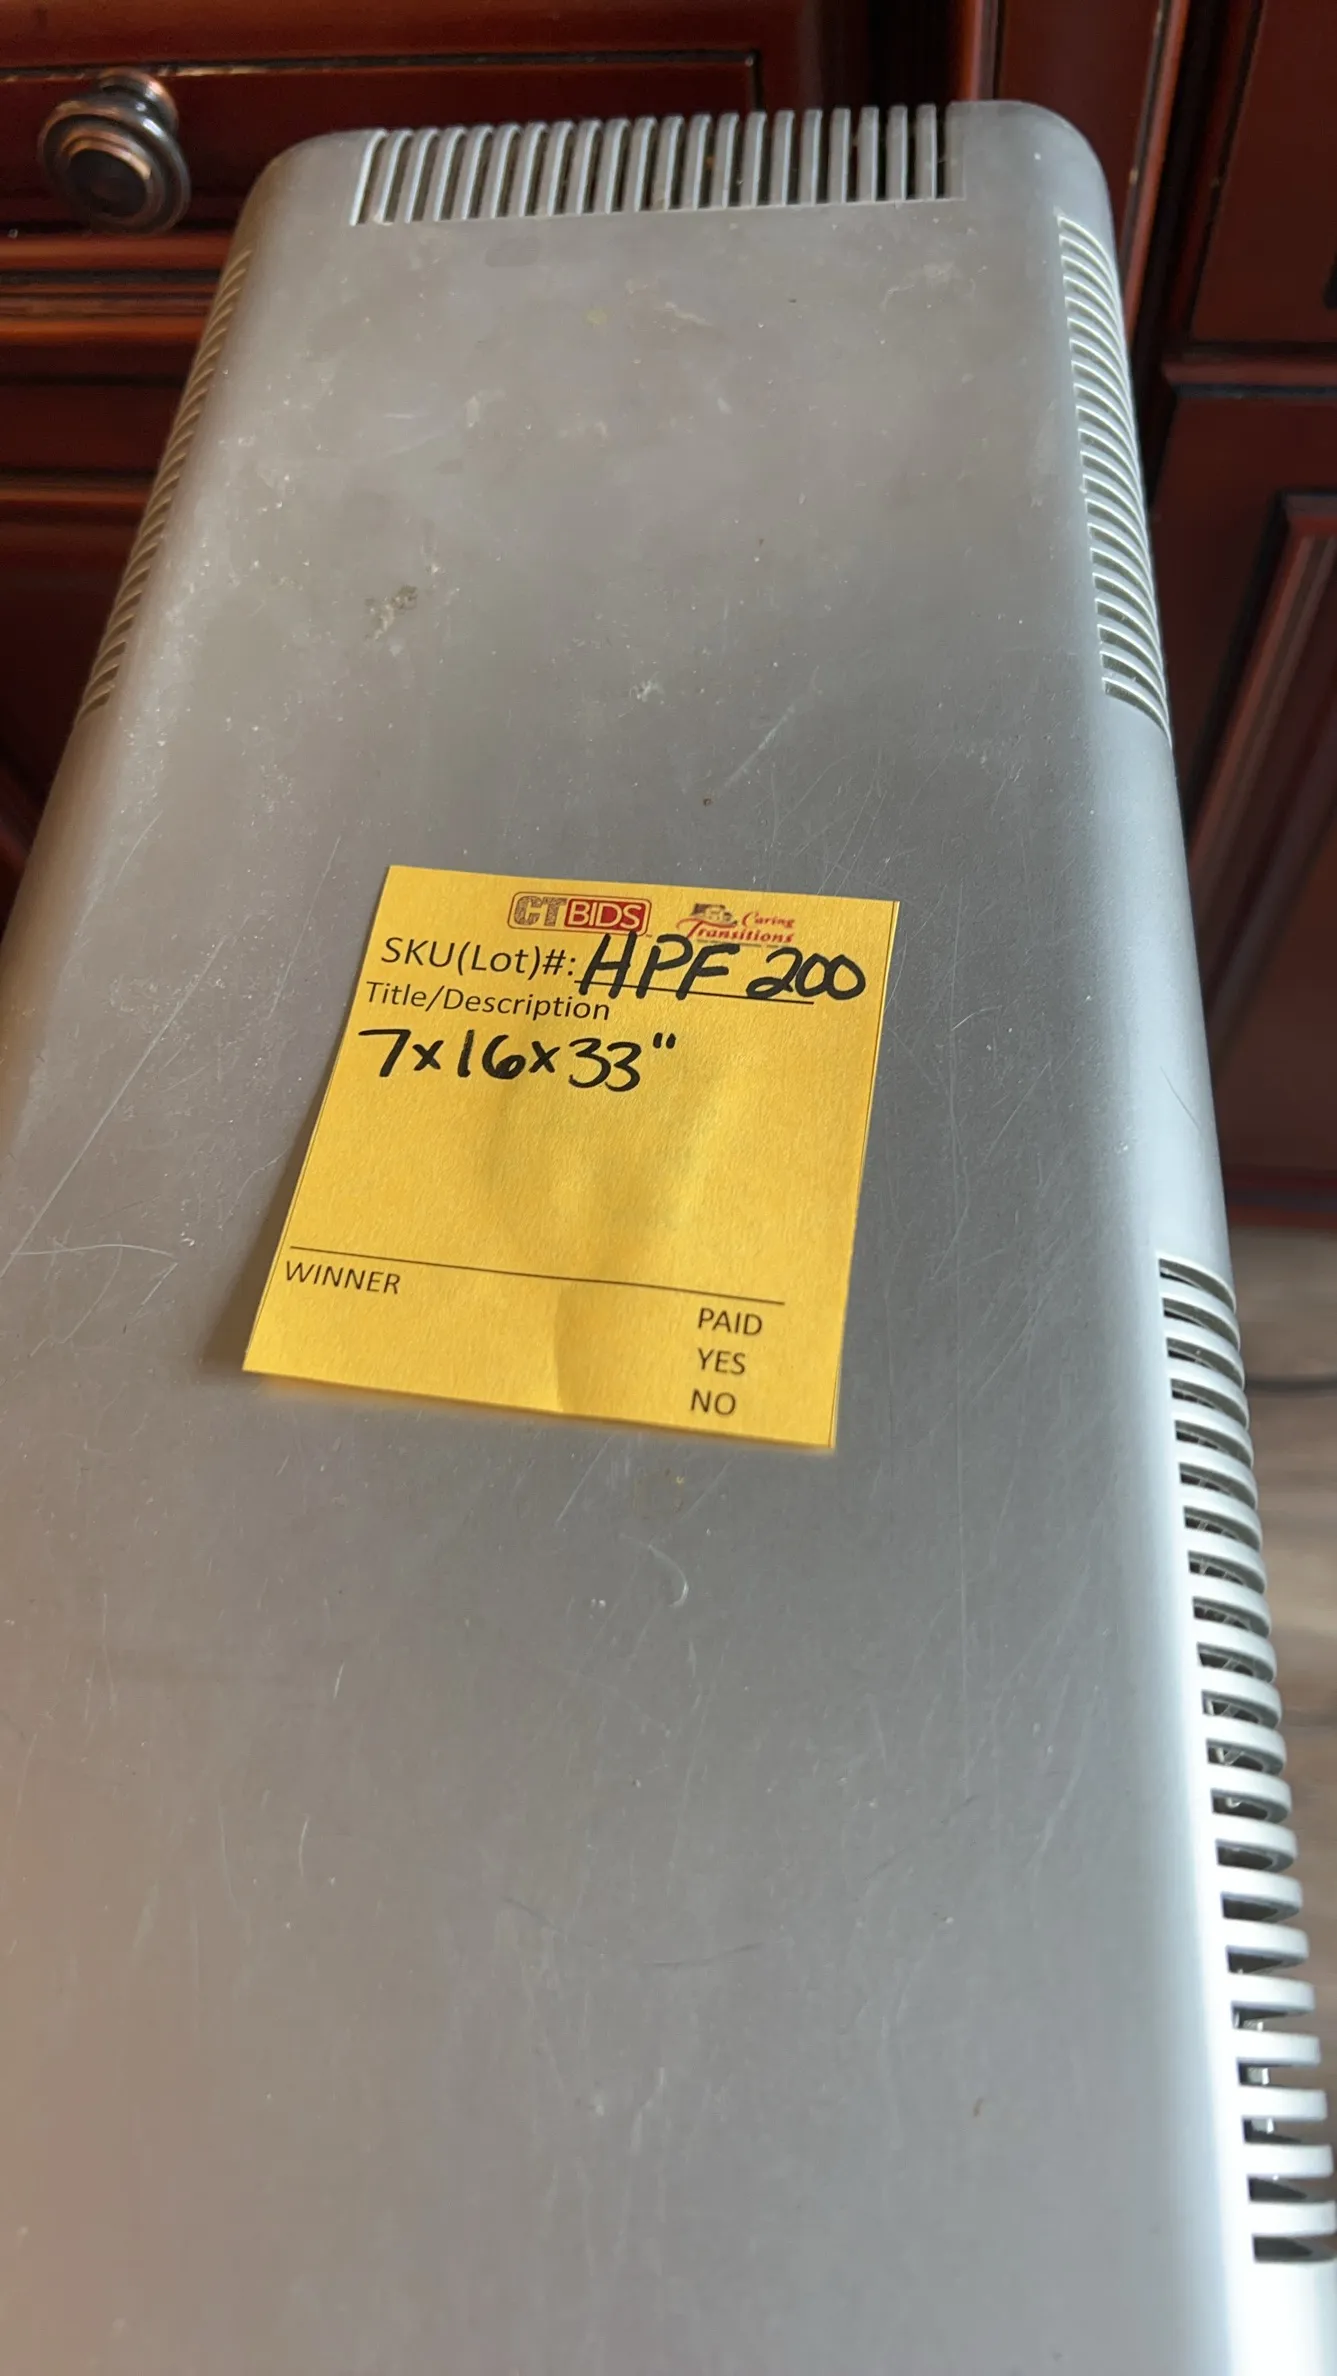 CTBIDS Caring Transitions
SKU(Lot)#: HPF 200
Title/Description
7x16x33"
WINNER
PAID
YES
NO